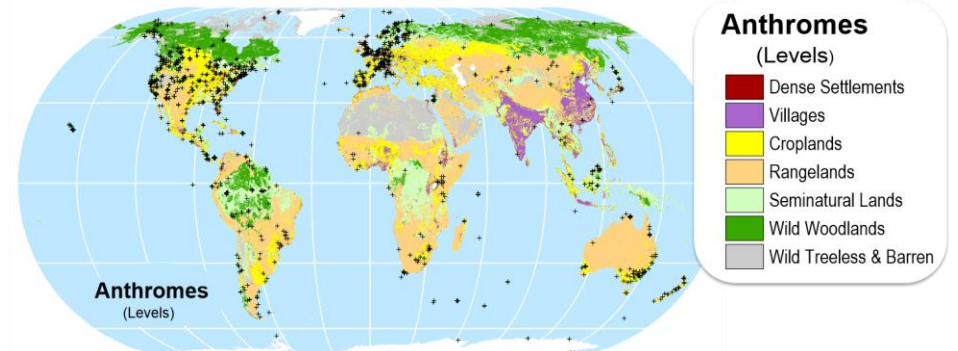 Anthromes
(Levels)
Dense Settlements
Villages
Croplands
Rangelands
Seminatural Lands
Wild Woodlands
Wild Treeless & Barren
Anthromes
(Levels)